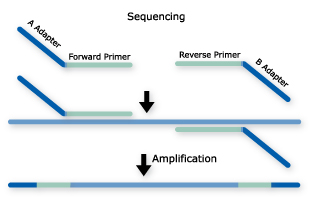 Sequencing
A Adapter
Forward Primer
Reverse Primer
B Adapter
Amplification